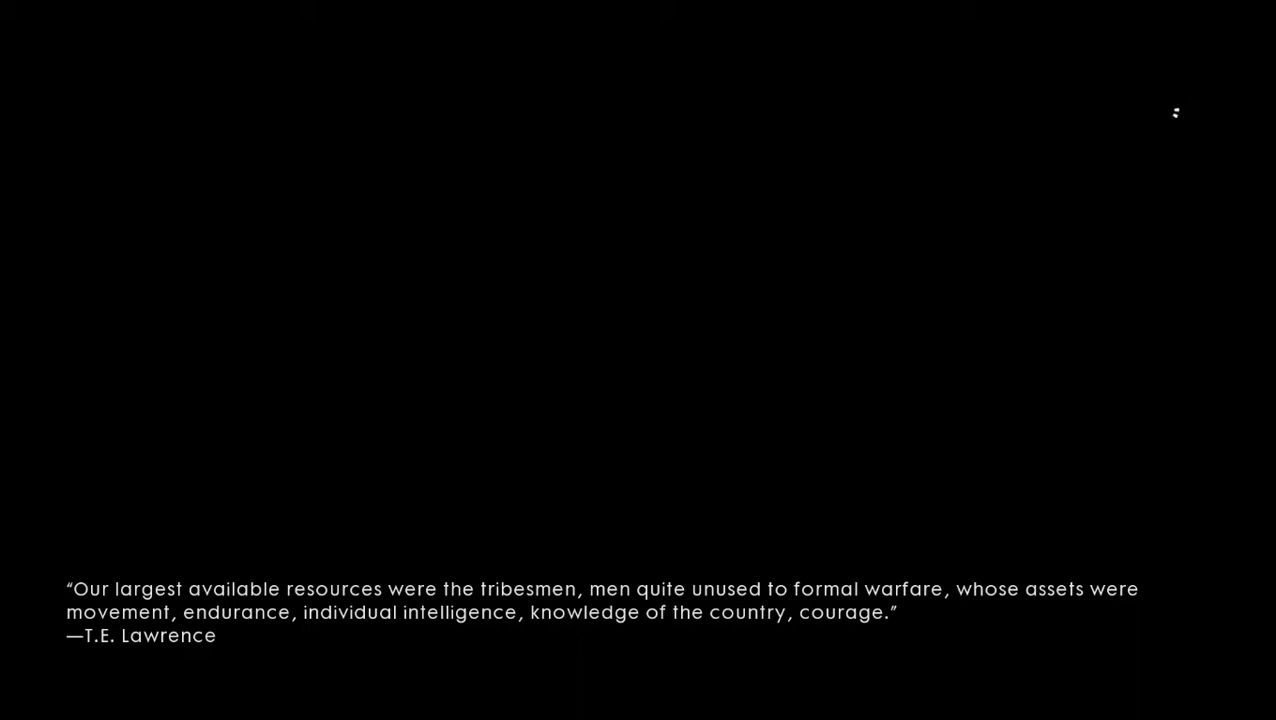 “Our largest available resources were the tribesmen, men quite unused to formal warfare, whose assets were
movement, endurance, individual intelligence, knowledge of the country, courage.”
—T.E. Lawrence